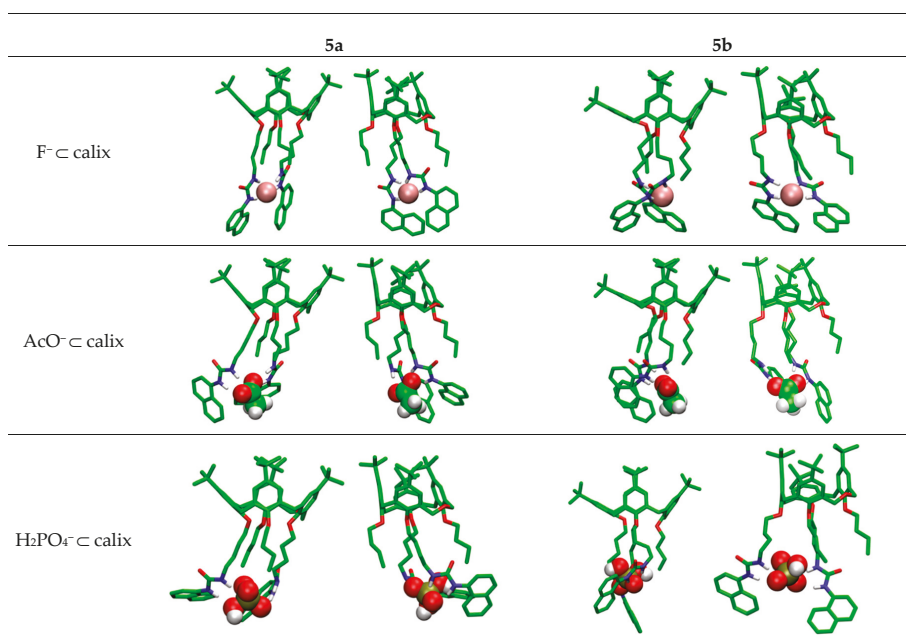 5a 5b
F⁻ ⊂ calix
AcO⁻ ⊂ calix
H₂PO₄⁻ ⊂ calix